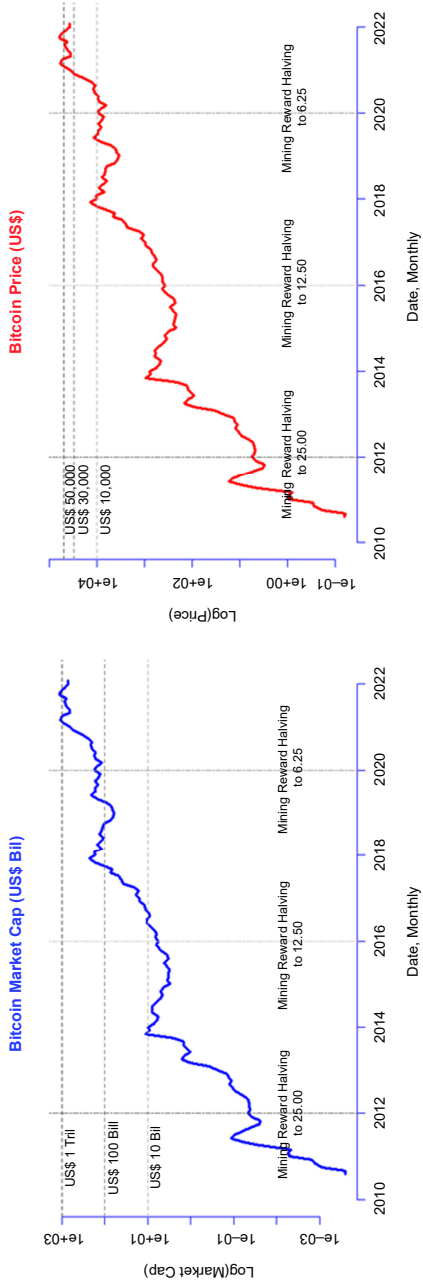 Bitcoin Market Cap (US$ Bil)
Log(Market Cap)
1e+03
1e+01
1e−01
1e−03
US$ 1 Tril
US$ 100 Bill
US$ 10 Bil
Mining Reward Halving
to 25.00
Mining Reward Halving
to 12.50
Mining Reward Halving
to 6.25
2010
2012
2014
2016
2018
2020
2022
Date, Monthly
Bitcoin Price (US$)
Log(Price)
1e+04
1e+02
1e+00
1e−01
US$ 50,000
US$ 30,000
US$ 10,000
Mining Reward Halving
to 25.00
Mining Reward Halving
to 12.50
Mining Reward Halving
to 6.25
2010
2012
2014
2016
2018
2020
2022
Date, Monthly